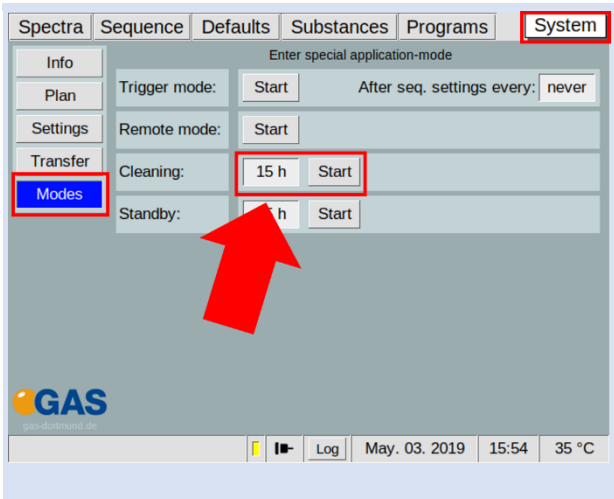 Spectra Sequence Defaults Substances Programs System
Info
Plan
Settings
Transfer
Modes
Enter special application-mode
Trigger mode: Start After seq. settings every: never
Remote mode: Start
Cleaning: 15 h Start
Standby: h Start
GAS
gas-dortmund.de
Log May. 03. 2019 15:54 35 °C